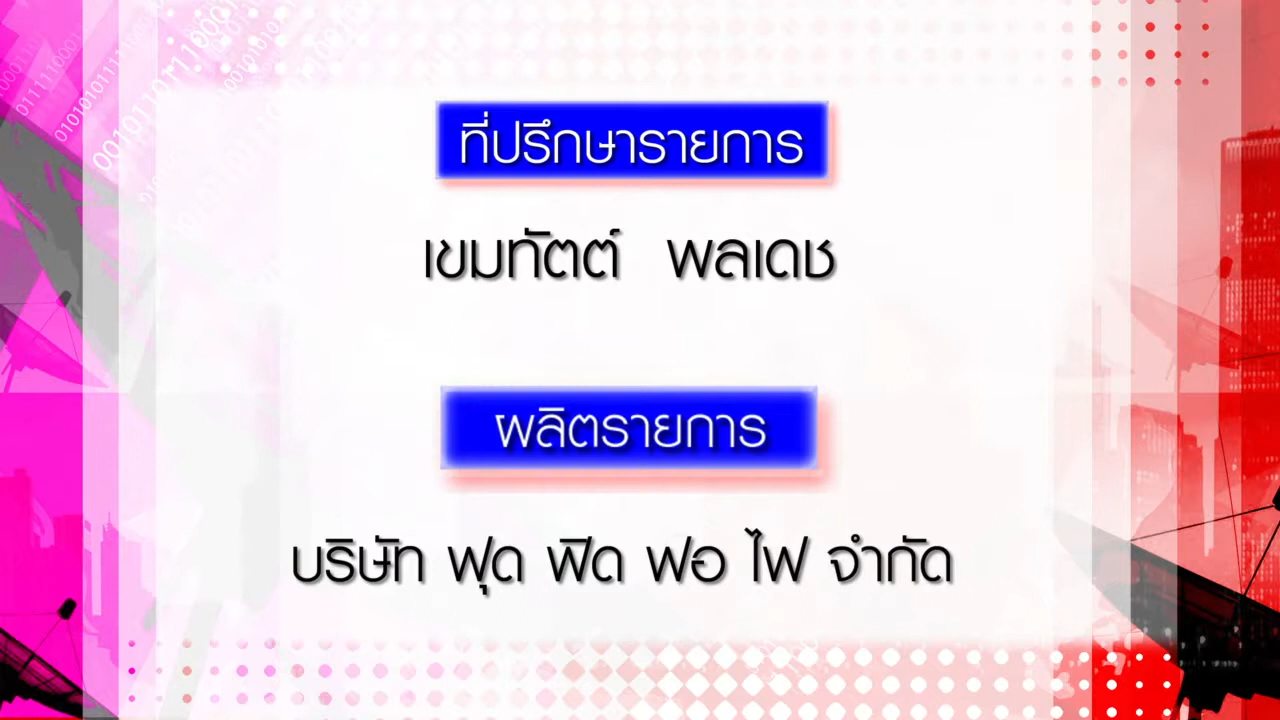 ที่ปรึกษารายการ
เขมทัตต์ พลเดช
ผลิตรายการ
บริษัท ฟุด ฟิด ฟอ ไฟ จำกัด